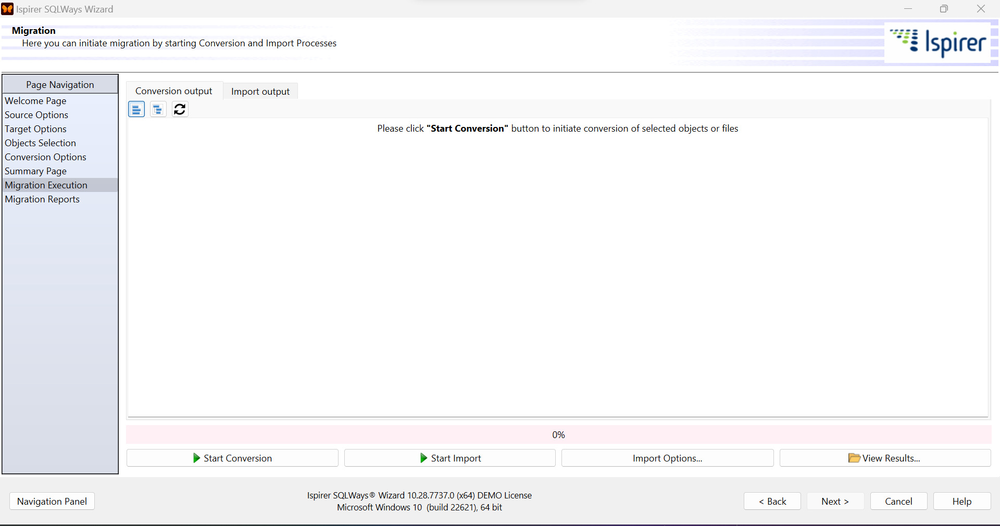 Ispirer SQLWays Wizard
Migration
Here you can initiate migration by starting Conversion and Import Processes
Ispirer
Page Navigation
Welcome Page
Source Options
Target Options
Objects Selection
Conversion Options
Summary Page
Migration Execution
Migration Reports
Conversion output
Import output
Please click "Start Conversion" button to initiate conversion of selected objects or files
0%
Start Conversion
Start Import
Import Options...
View Results...
Navigation Panel
Ispirer SQLWays® Wizard 10.28.7737.0 (x64) DEMO License
Microsoft Windows 10 (build 22621), 64 bit
< Back
Next >
Cancel
Help